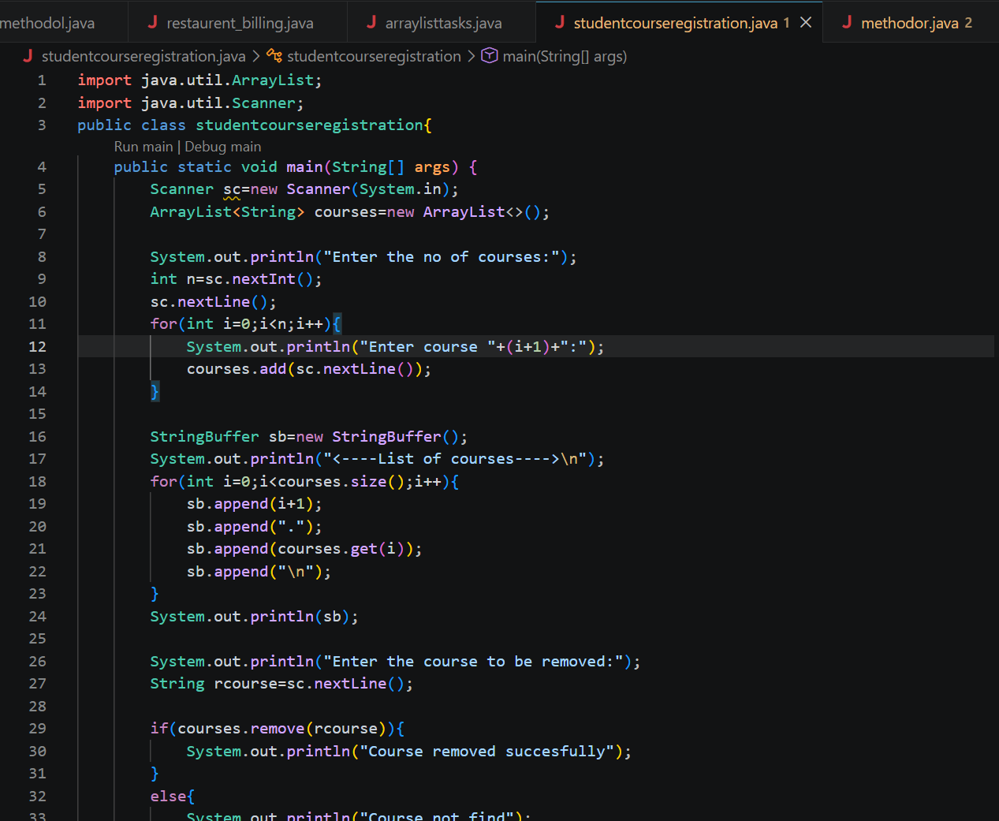 methodol.java J restaurent_billing.java J arraylisttasks.java J studentcourseregistration.java 1 × J methodor.java 2
J studentcourseregistration.java > studentcourseregistration > main(String[] args)
1 import java.util.ArrayList;
2 import java.util.Scanner;
3 public class studentcourseregistration{
Run main | Debug main
4 public static void main(String[] args) {
5 Scanner sc=new Scanner(System.in);
6 ArrayList<String> courses=new ArrayList<>();
7
8 System.out.println("Enter the no of courses:");
9 int n=sc.nextInt();
10 sc.nextLine();
11 for(int i=0;i<n;i++){
12 System.out.println("Enter course "+(i+1)+":");
13 courses.add(sc.nextLine());
14 }
15
16 StringBuffer sb=new StringBuffer();
17 System.out.println("<----List of courses---->\n");
18 for(int i=0;i<courses.size();i++){
19 sb.append(i+1);
20 sb.append(".");
21 sb.append(courses.get(i));
22 sb.append("\n");
23 }
24 System.out.println(sb);
25
26 System.out.println("Enter the course to be removed:");
27 String rcourse=sc.nextLine();
28
29 if(courses.remove(rcourse)){
30 System.out.println("Course removed succesfully");
31 }
32 else{
33 System.out.println("Course not find");